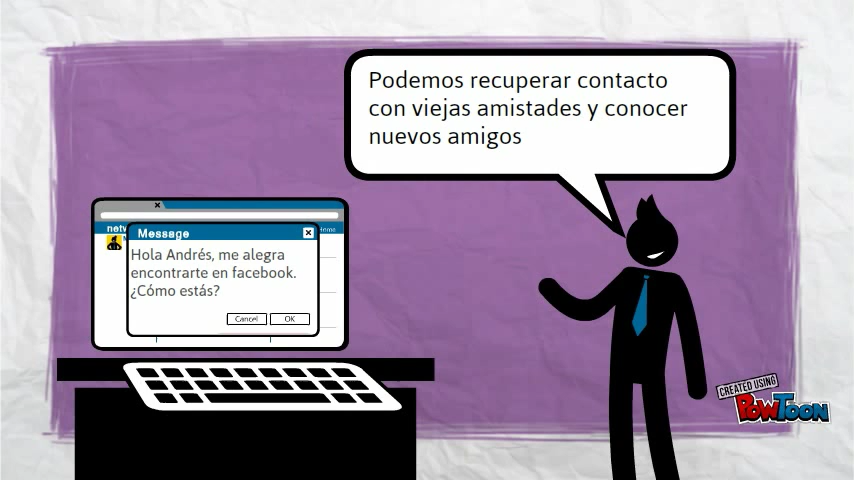 Podemos recuperar contacto
con viejas amistades y conocer
nuevos amigos
netw
Message
Hola Andrés, me alegra
encontrarte en facebook.
¿Cómo estás?
Cancel
OK
CREATED USING
POWTOON